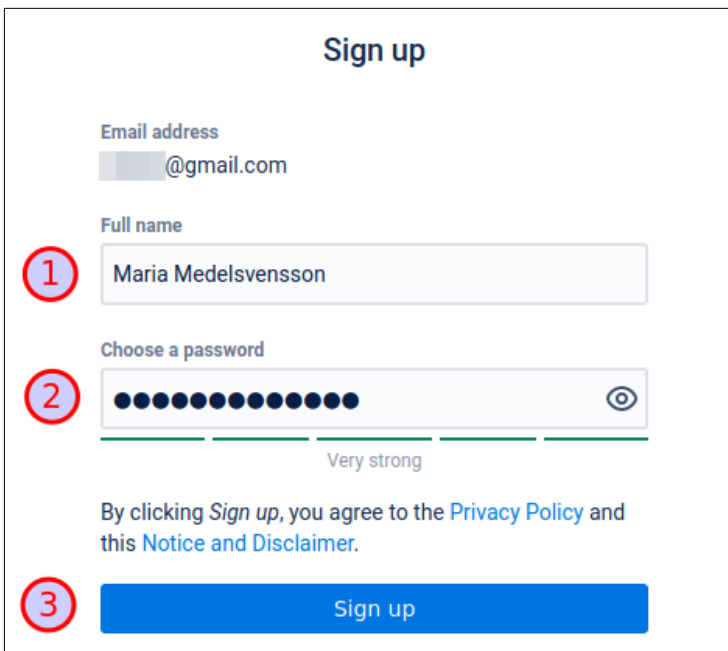 Sign up
Email address
@gmail.com
Full name
1
Maria Medelsvensson
Choose a password
2
●●●●●●●●●●●●●
Very strong
By clicking Sign up, you agree to the Privacy Policy and
this Notice and Disclaimer.
3
Sign up